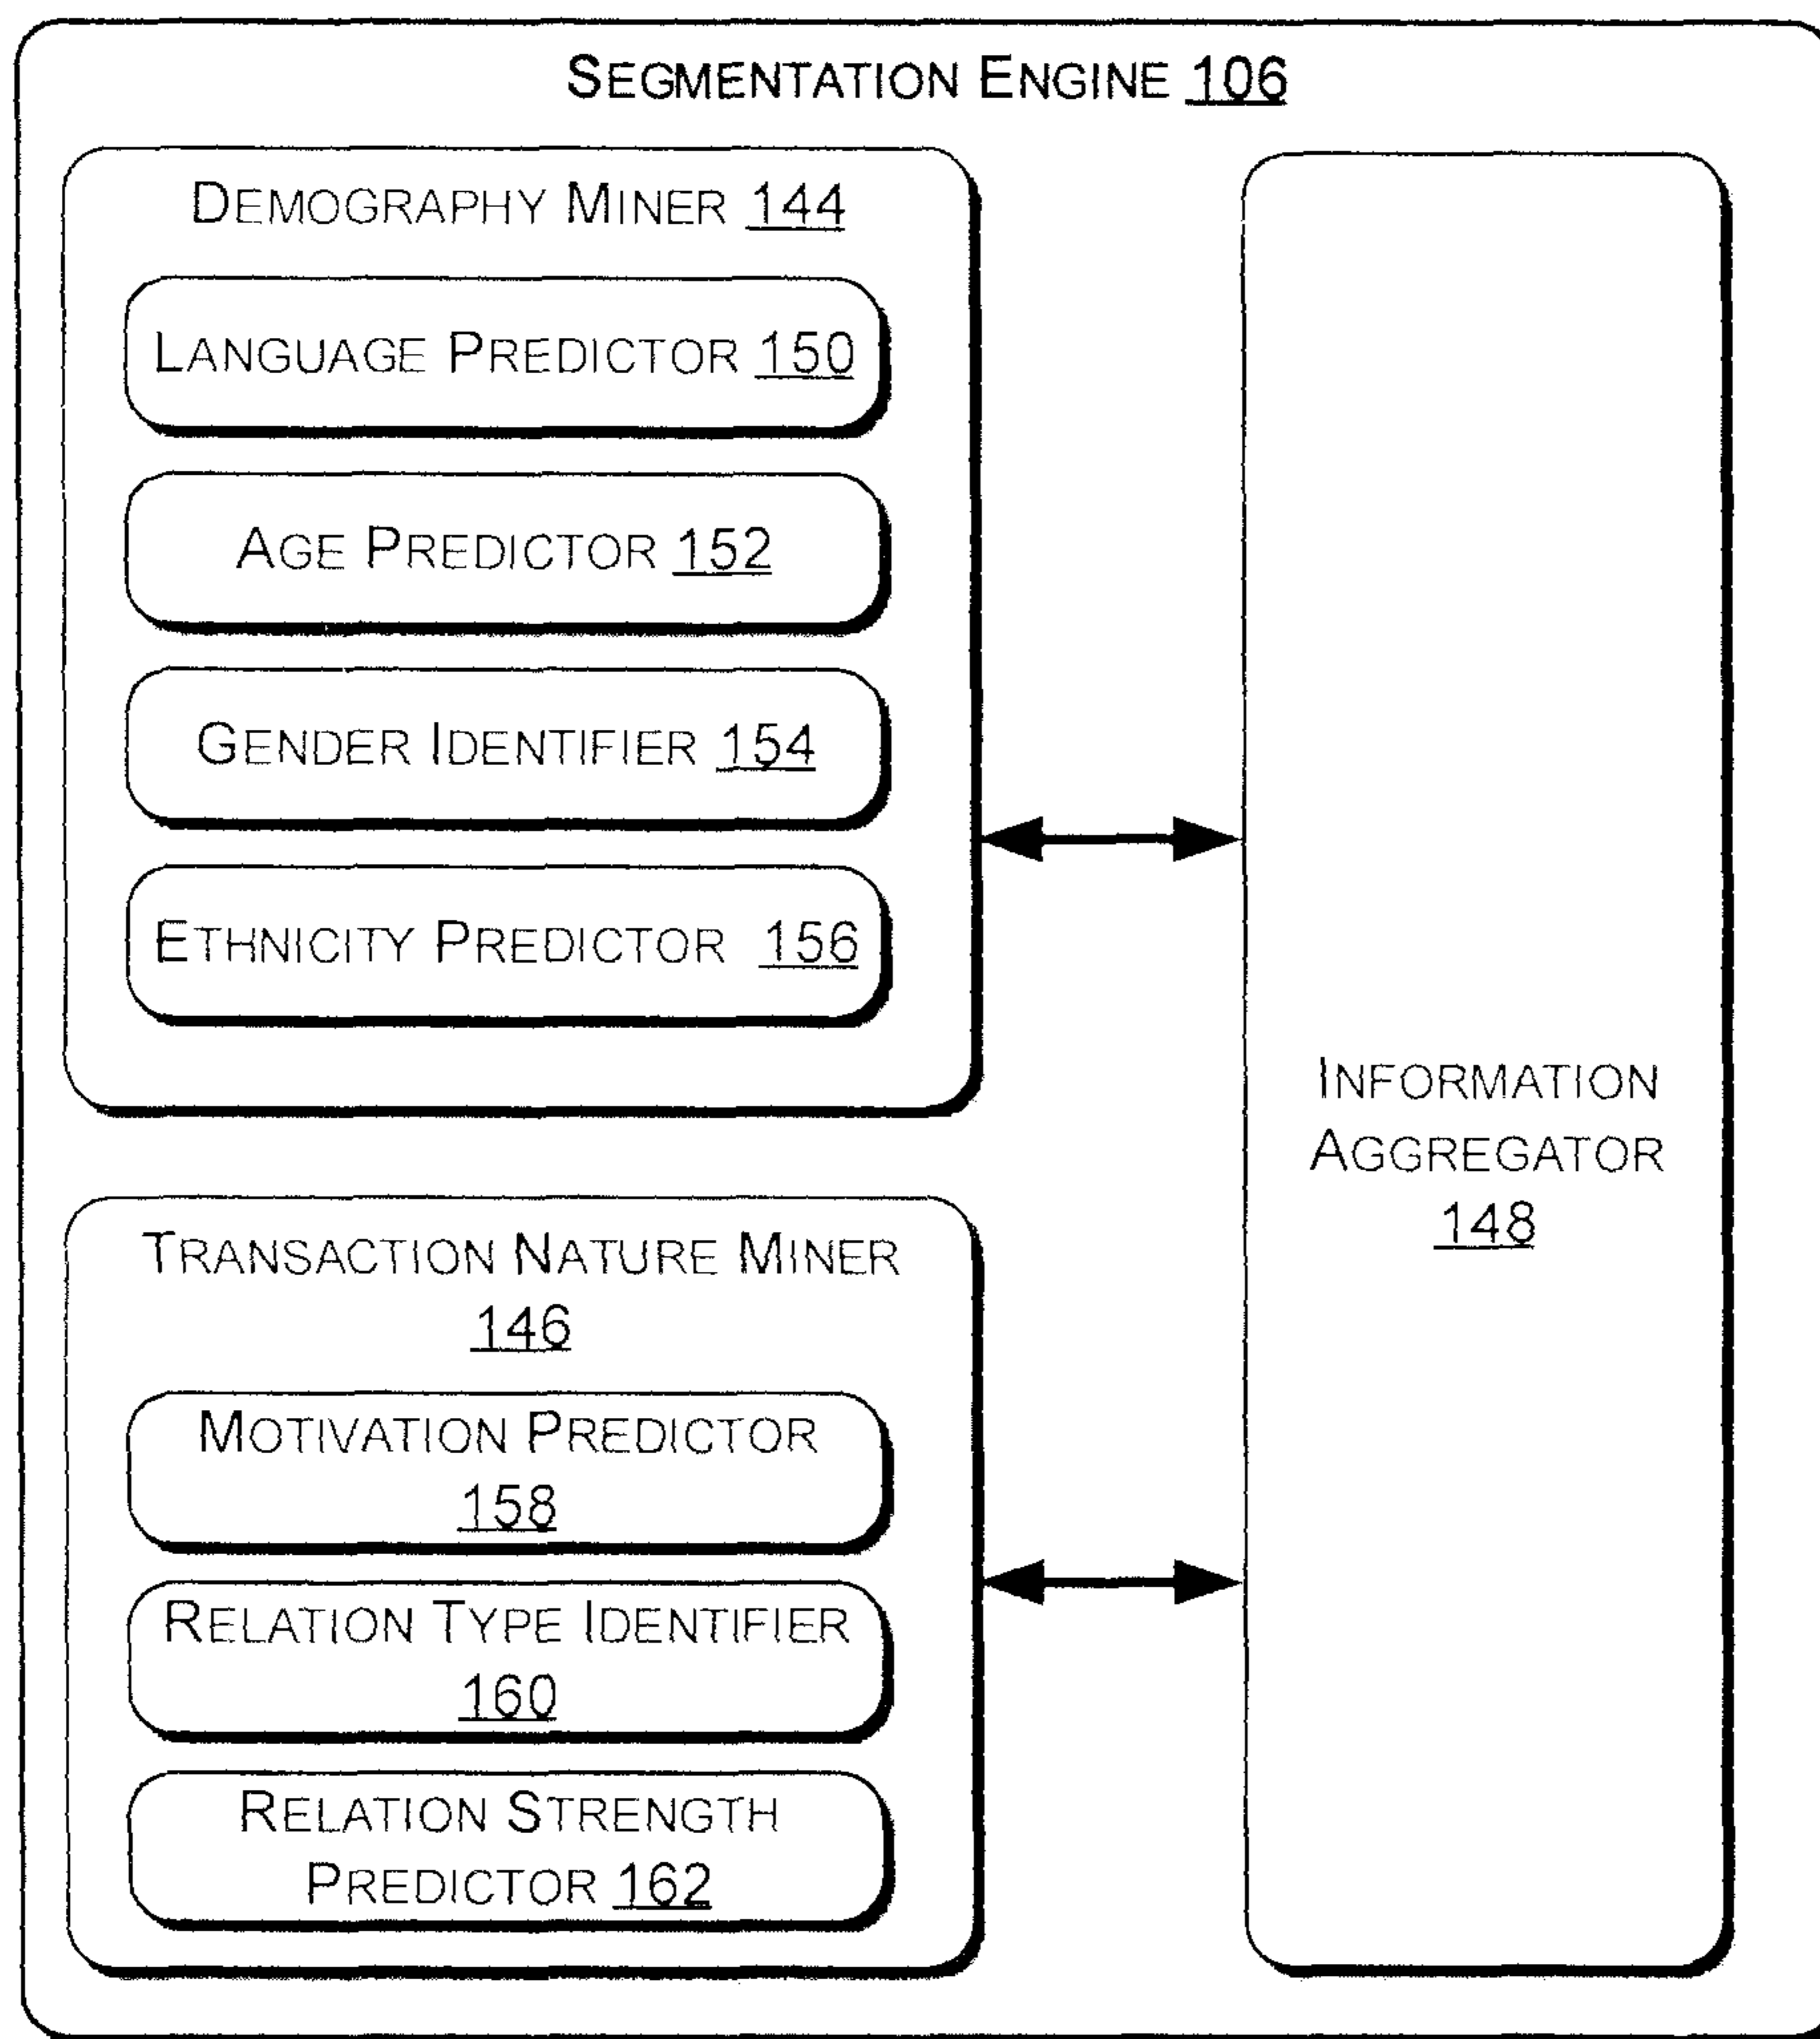 SEGMENTATION ENGINE 106
DEMOGRAPHY MINER 144
LANGUAGE PREDICTOR 150
AGE PREDICTOR 152
GENDER IDENTIFIER 154
ETHNICITY PREDICTOR 156
TRANSACTION NATURE MINER
146
MOTIVATION PREDICTOR
158
RELATION TYPE IDENTIFIER
160
RELATION STRENGTH
PREDICTOR 162
INFORMATION
AGGREGATOR
148